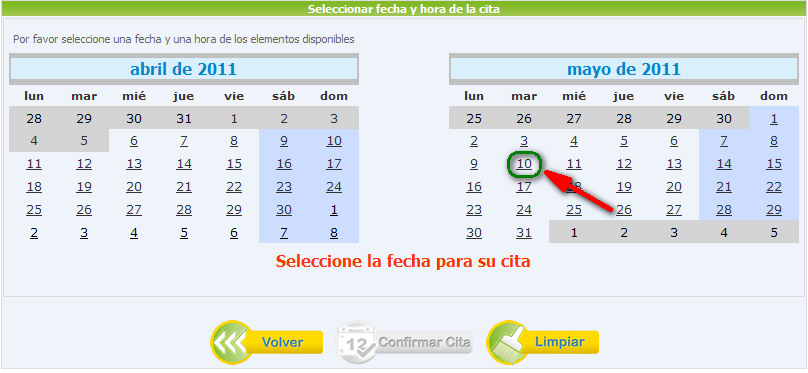 Seleccionar fecha y hora de la cita
Por favor seleccione una fecha y una hora de los elementos disponibles
abril de 2011
lun mar mié jue vie sáb dom
28 29 30 31 1 2 3
4 5 6 7 8 9 10
11 12 13 14 15 16 17
18 19 20 21 22 23 24
25 26 27 28 29 30 1
2 3 4 5 6 7 8
mayo de 2011
lun mar mié jue vie sáb dom
25 26 27 28 29 30 1
2 3 4 5 6 7 8
9 10 11 12 13 14 15
16 17 18 19 20 21 22
23 24 25 26 27 28 29
30 31 1 2 3 4 5
Seleccione la fecha para su cita
Volver
12 Confirmar Cita
Limpiar